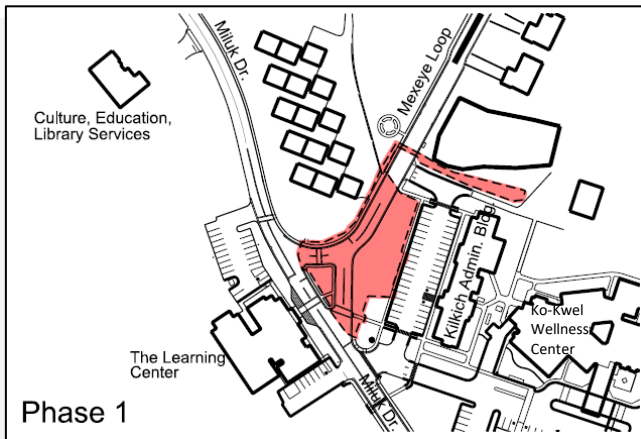 Miluk Dr.
Mexeye Loop
Culture, Education,
Library Services
Kilkich Admin. Bldg.
Ko-Kwel
Wellness
Center
The Learning
Center
Miluk Dr.
Phase 1